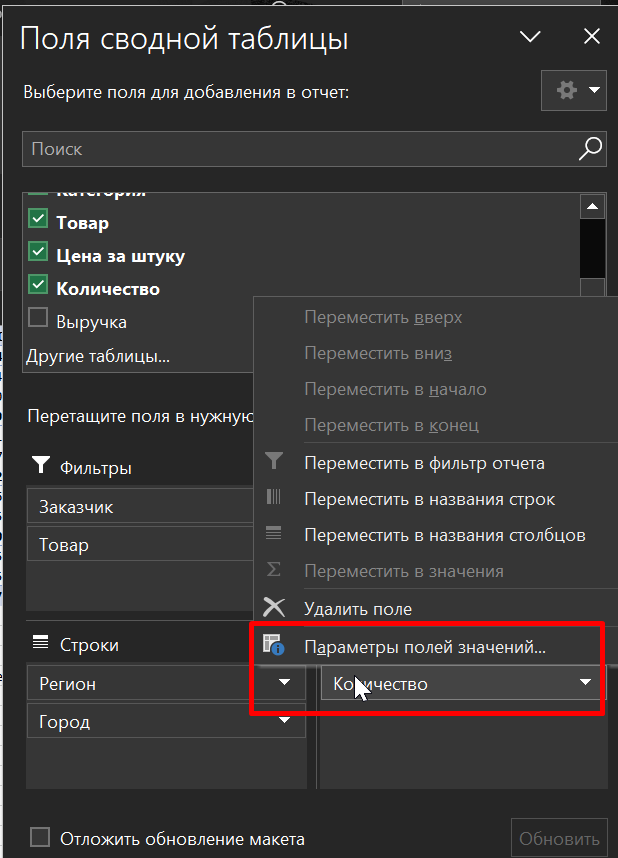 Поля сводной таблицы
Выберите поля для добавления в отчет:
Поиск
Категория
Товар
Цена за штуку
Количество
Выручка
Другие таблицы...
Перетащите поля в нужную
Фильтры
Заказчик
Товар
Строки
Регион
Город
Переместить вверх
Переместить вниз
Переместить в начало
Переместить в конец
Переместить в фильтр отчета
Переместить в названия строк
Переместить в названия столбцов
Переместить в значения
Удалить поле
Параметры полей значений...
Количество
Отложить обновление макета
Обновить